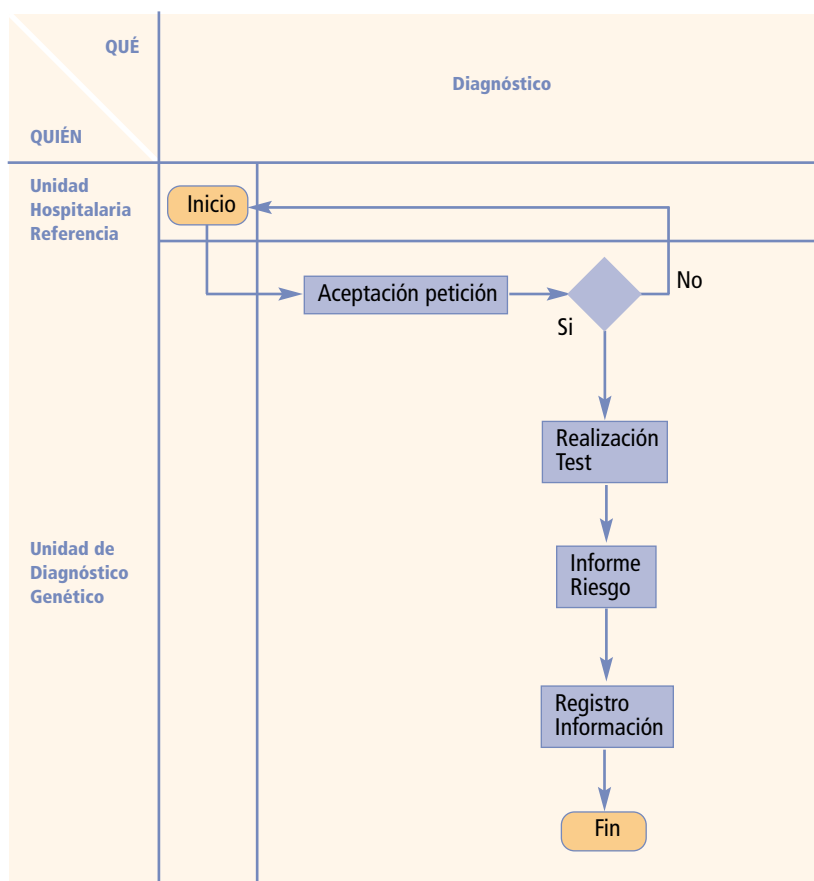 QUÉ
Diagnóstico
QUIÉN
Unidad
Hospitalaria
Referencia
Inicio
Aceptación petición
No
Si
Realización
Test
Unidad de
Diagnóstico
Genético
Informe
Riesgo
Registro
Información
Fin